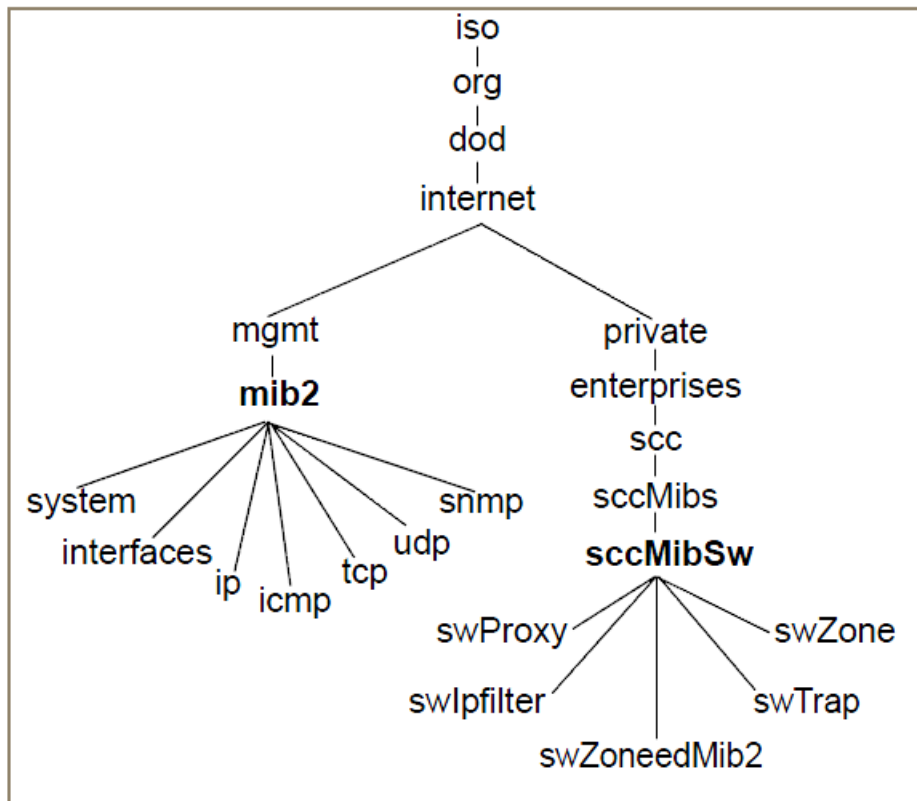 iso
org
dod
internet
mgmt
private
mib2
enterprises
scc
sccMibs
sccMibSw
system
interfaces
ip
icmp
tcp
udp
snmp
swProxy
swIpfilter
swZoneedMib2
swTrap
swZone